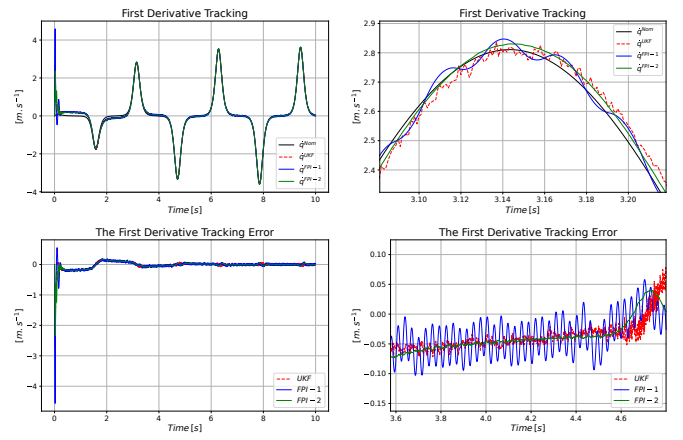 First Derivative Tracking
[m. s⁻¹]
4
2
0
−2
−4
q̇ᴺᵒᵐ
q̇ᵁᴷᶠ
q̇ᶠᴾᴵ⁻¹
q̇ᶠᴾᴵ⁻²
0 2 4 6 8 10
Time [s]
First Derivative Tracking
[m. s⁻¹]
2.9
2.8
2.7
2.6
2.5
2.4
q̇ᴺᵒᵐ
q̇ᵁᴷᶠ
q̇ᶠᴾᴵ⁻¹
q̇ᶠᴾᴵ⁻²
3.10 3.12 3.14 3.16 3.18 3.20
Time [s]
The First Derivative Tracking Error
[m. s⁻¹]
0
−1
−2
−3
−4
UKF
FPI − 1
FPI − 2
0 2 4 6 8 10
Time [s]
The First Derivative Tracking Error
[m. s⁻¹]
0.10
0.05
0.00
−0.05
−0.10
−0.15
UKF
FPI − 1
FPI − 2
3.6 3.8 4.0 4.2 4.4 4.6
Time [s]